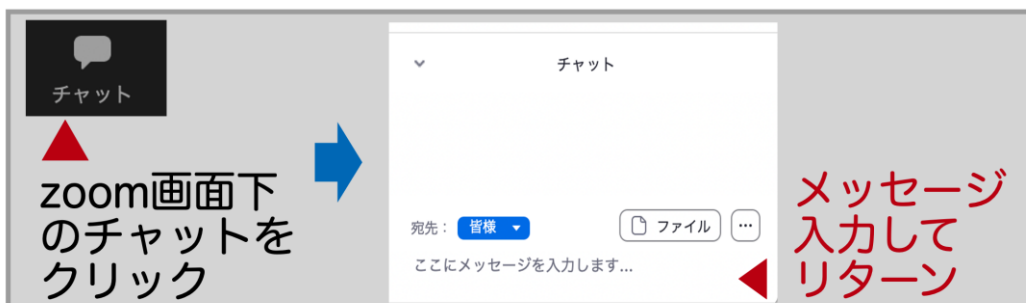 チャット
zoom画面下
のチャットを
クリック
チャット
宛先： 皆様
ファイル
ここにメッセージを入力します...
メッセージ
入力して
リターン